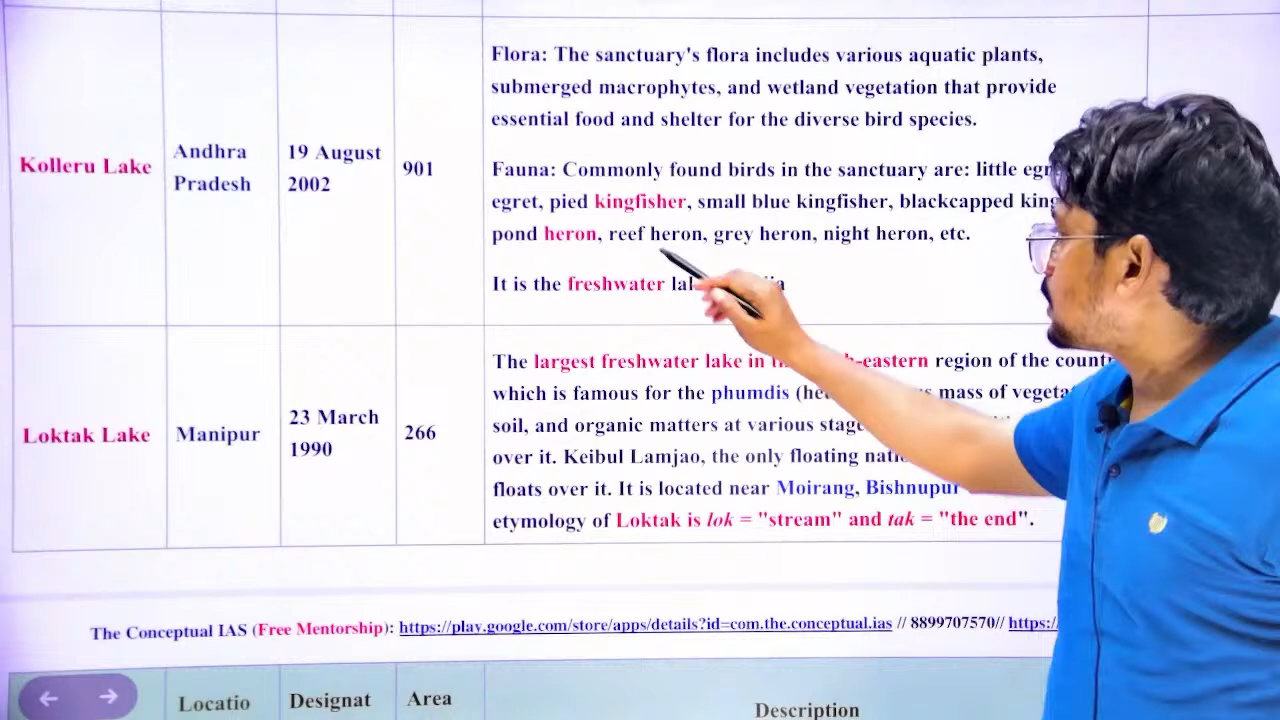 Kolleru Lake
Andhra
Pradesh
19 August
2002
901
Flora: The sanctuary's flora includes various aquatic plants,
submerged macrophytes, and wetland vegetation that provide
essential food and shelter for the diverse bird species.
Fauna: Commonly found birds in the sanctuary are: little
egret, pied kingfisher, small blue kingfisher, blackcapped
pond heron, reef heron, grey heron, night heron, etc.
It is the freshwater
Loktak Lake
Manipur
23 March
1990
266
The largest freshwater lake in region of the
which is famous for the phumdis mass of
soil, and organic matters at various
over it. Keibul Lamjao, the only floating
floats over it. It is located near Moirang, Bishnupur
etymology of Loktak is lok = "stream" and tak = "the end".
The Conceptual IAS (Free Mentorship): https://play.google.com/store/apps/details?id=com.the.conceptual.ias // 8899707570// https:/
Locatio
Designat
Area
Description